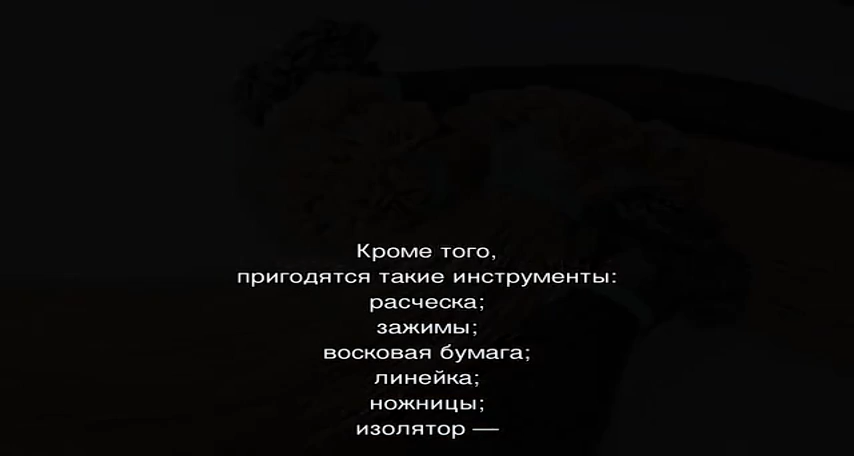 Кроме того,
пригодятся такие инструменты:
расческа;
зажимы;
восковая бумага;
линейка;
ножницы;
изолятор —